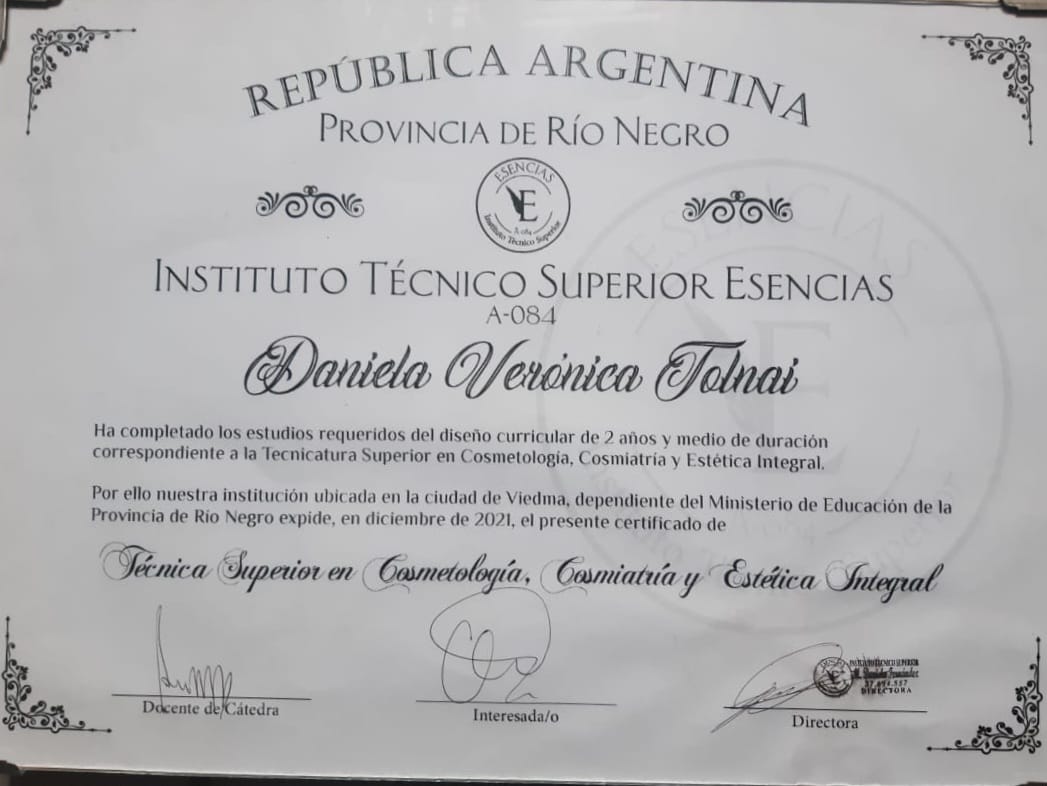 REPÚBLICA ARGENTINA
PROVINCIA DE RÍO NEGRO
ESENCIAS
E
A-084
Instituto Técnico Superior
INSTITUTO TÉCNICO SUPERIOR ESENCIAS
A-084
Daniela Verónica Tolnai
Ha completado los estudios requeridos del diseño curricular de 2 años y medio de duración
correspondiente a la Tecnicatura Superior en Cosmetología, Cosmiatría y Estética Integral.
Por ello nuestra institución ubicada en la ciudad de Viedma, dependiente del Ministerio de Educación de la
Provincia de Río Negro expide, en diciembre de 2021, el presente certificado de
Técnica Superior en Cosmetología, Cosmiatría y Estética Integral
INSTITUTO TECNICO SUPERIOR
Fernández
DIRECTORA
Docente de Cátedra
Interesada/o
Directora